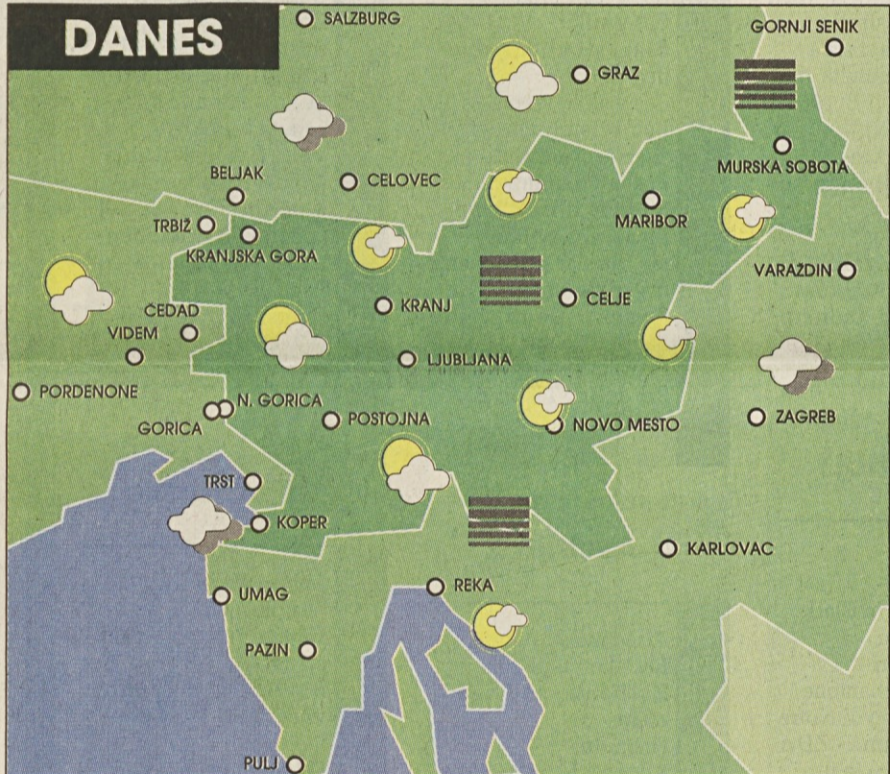 DANES
SALZBURG
GORNJI SENIK
GRAZ
MURSKA SOBOTA
BELJAK
CELOVEC
MARIBOR
TRBIŽ
KRANJSKA GORA
VARAŽDIN
ČEDAD
KRANJ
CELJE
VIDEM
LJUBLJANA
PORDENONE
N. GORICA
GORICA
POSTOJNA
NOVO MESTO
ZAGREB
TRST
KOPER
KARLOVAC
UMAG
REKA
PAZIN
PULJ